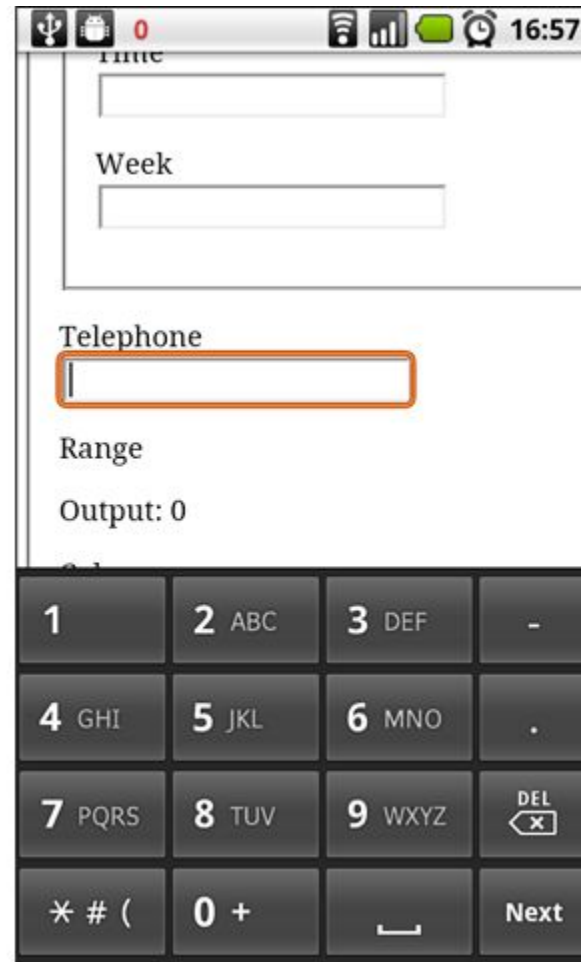 0 16:57
Time
Week
Telephone
Range
Output: 0
1 2 ABC 3 DEF -
4 GHI 5 JKL 6 MNO .
7 PQRS 8 TUV 9 WXYZ DEL
* # ( 0 + Next